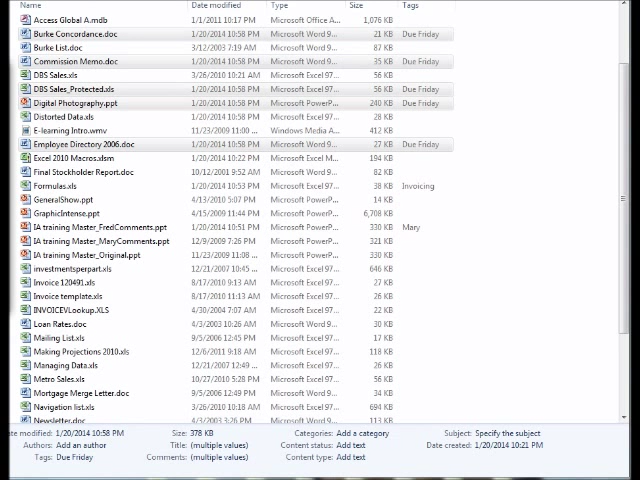 Name Date modified Type Size Tags
Access Global A.mdb 1/1/2011 10:17 PM Microsoft Office A... 1,076 KB
Burke Concordance.doc 1/20/2014 10:58 PM Microsoft Word 9... 21 KB Due Friday
Burke List.doc 3/12/2003 7:19 AM Microsoft Word 9... 87 KB
Commission Memo.doc 1/20/2014 10:58 PM Microsoft Word 9... 35 KB Due Friday
DBS Sales.xls 3/26/2010 10:21 AM Microsoft Excel 97... 56 KB
DBS Sales_Protected.xls 1/20/2014 10:58 PM Microsoft Excel 97... 56 KB Due Friday
Digital Photography.ppt 1/20/2014 10:58 PM Microsoft PowerP... 240 KB Due Friday
Distorted Data.xls 1/20/2014 10:58 PM Microsoft Excel 97... 28 KB
E-learning Intro.wmv 11/23/2009 11:00 ... Windows Media A... 412 KB
Employee Directory 2006.doc 1/20/2014 10:58 PM Microsoft Word 9... 27 KB Due Friday
Excel 2010 Macros.xlsm 1/20/2014 10:22 PM Microsoft Excel M... 194 KB
Final Stockholder Report.doc 10/12/2001 9:52 AM Microsoft Word 9... 82 KB
Formulas.xls 1/20/2014 10:53 PM Microsoft Excel 97... 38 KB Invoicing
GeneralShow.ppt 4/13/2010 5:07 PM Microsoft PowerP... 14 KB
GraphicIntense.ppt 4/15/2009 11:44 PM Microsoft PowerP... 6,708 KB
IA training Master_FredComments.ppt 1/20/2014 10:51 PM Microsoft PowerP... 330 KB Mary
IA training Master_MaryComments.ppt 12/9/2009 7:26 PM Microsoft PowerP... 321 KB
IA training Master_Original.ppt 11/23/2009 11:08 ... Microsoft PowerP... 330 KB
investmentsperpart.xls 12/21/2007 10:45 ... Microsoft Excel 97... 646 KB
Invoice 120491.xls 8/17/2010 9:13 AM Microsoft Excel 97... 27 KB
Invoice template.xls 8/17/2010 11:13 AM Microsoft Excel 97... 26 KB
INVOICEVLookup.XLS 4/30/2004 7:07 AM Microsoft Excel 97... 22 KB
Loan Rates.doc 4/2/2003 10:26 AM Microsoft Word 9... 30 KB
Mailing List.xls 9/5/2006 12:45 PM Microsoft Excel 97... 17 KB
Making Projections 2010.xls 12/6/2011 9:18 AM Microsoft Excel 97... 118 KB
Managing Data.xls 12/21/2007 12:49 ... Microsoft Excel 97... 36 KB
Metro Sales.xls 10/27/2010 5:28 PM Microsoft Excel 97... 56 KB
Mortgage Merge Letter.doc 9/5/2006 12:49 PM Microsoft Word 9... 34 KB
Navigation list.xls 3/26/2010 10:18 AM Microsoft Excel 97... 694 KB
Newsletter.doc 4/2/2003 3:26 PM Microsoft Word 9... 113 KB
ate modified: 1/20/2014 10:58 PM Size: 378 KB Categories: Add a category Subject: Specify the subject
Authors: Add an author Title: (multiple values) Content status: Add text Date created: 1/20/2014 10:21 PM
Tags: Due Friday Comments: (multiple values) Content type: Add text